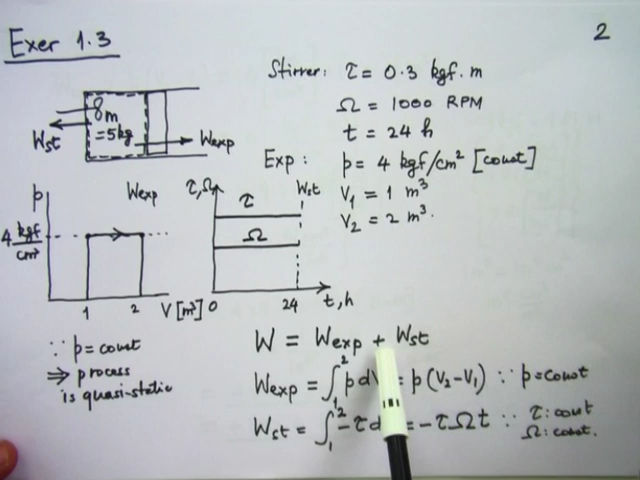 Exer 1.3
2
Stirrer: τ = 0.3 kgf.m
Ω = 1000 RPM
t = 24 h
m
= 5 kg
Wst
Wexp
Exp: p = 4 kgf/cm² [const]
V₁ = 1 m³
V₂ = 2 m³.
p
Wexp
4 kgf/cm²
1 2 V [m³]
τ, Ω
Wst
τ
Ω
0 24 t, h
∵ p = const
⇒ process
is quasi-static
W = Wexp + Wst
Wexp = ∫₁² p dV = p (V₂ - V₁) ∵ p = const
Wst = ∫₁² -τ d = -τ Ω t ∵ τ: const
Ω: const.